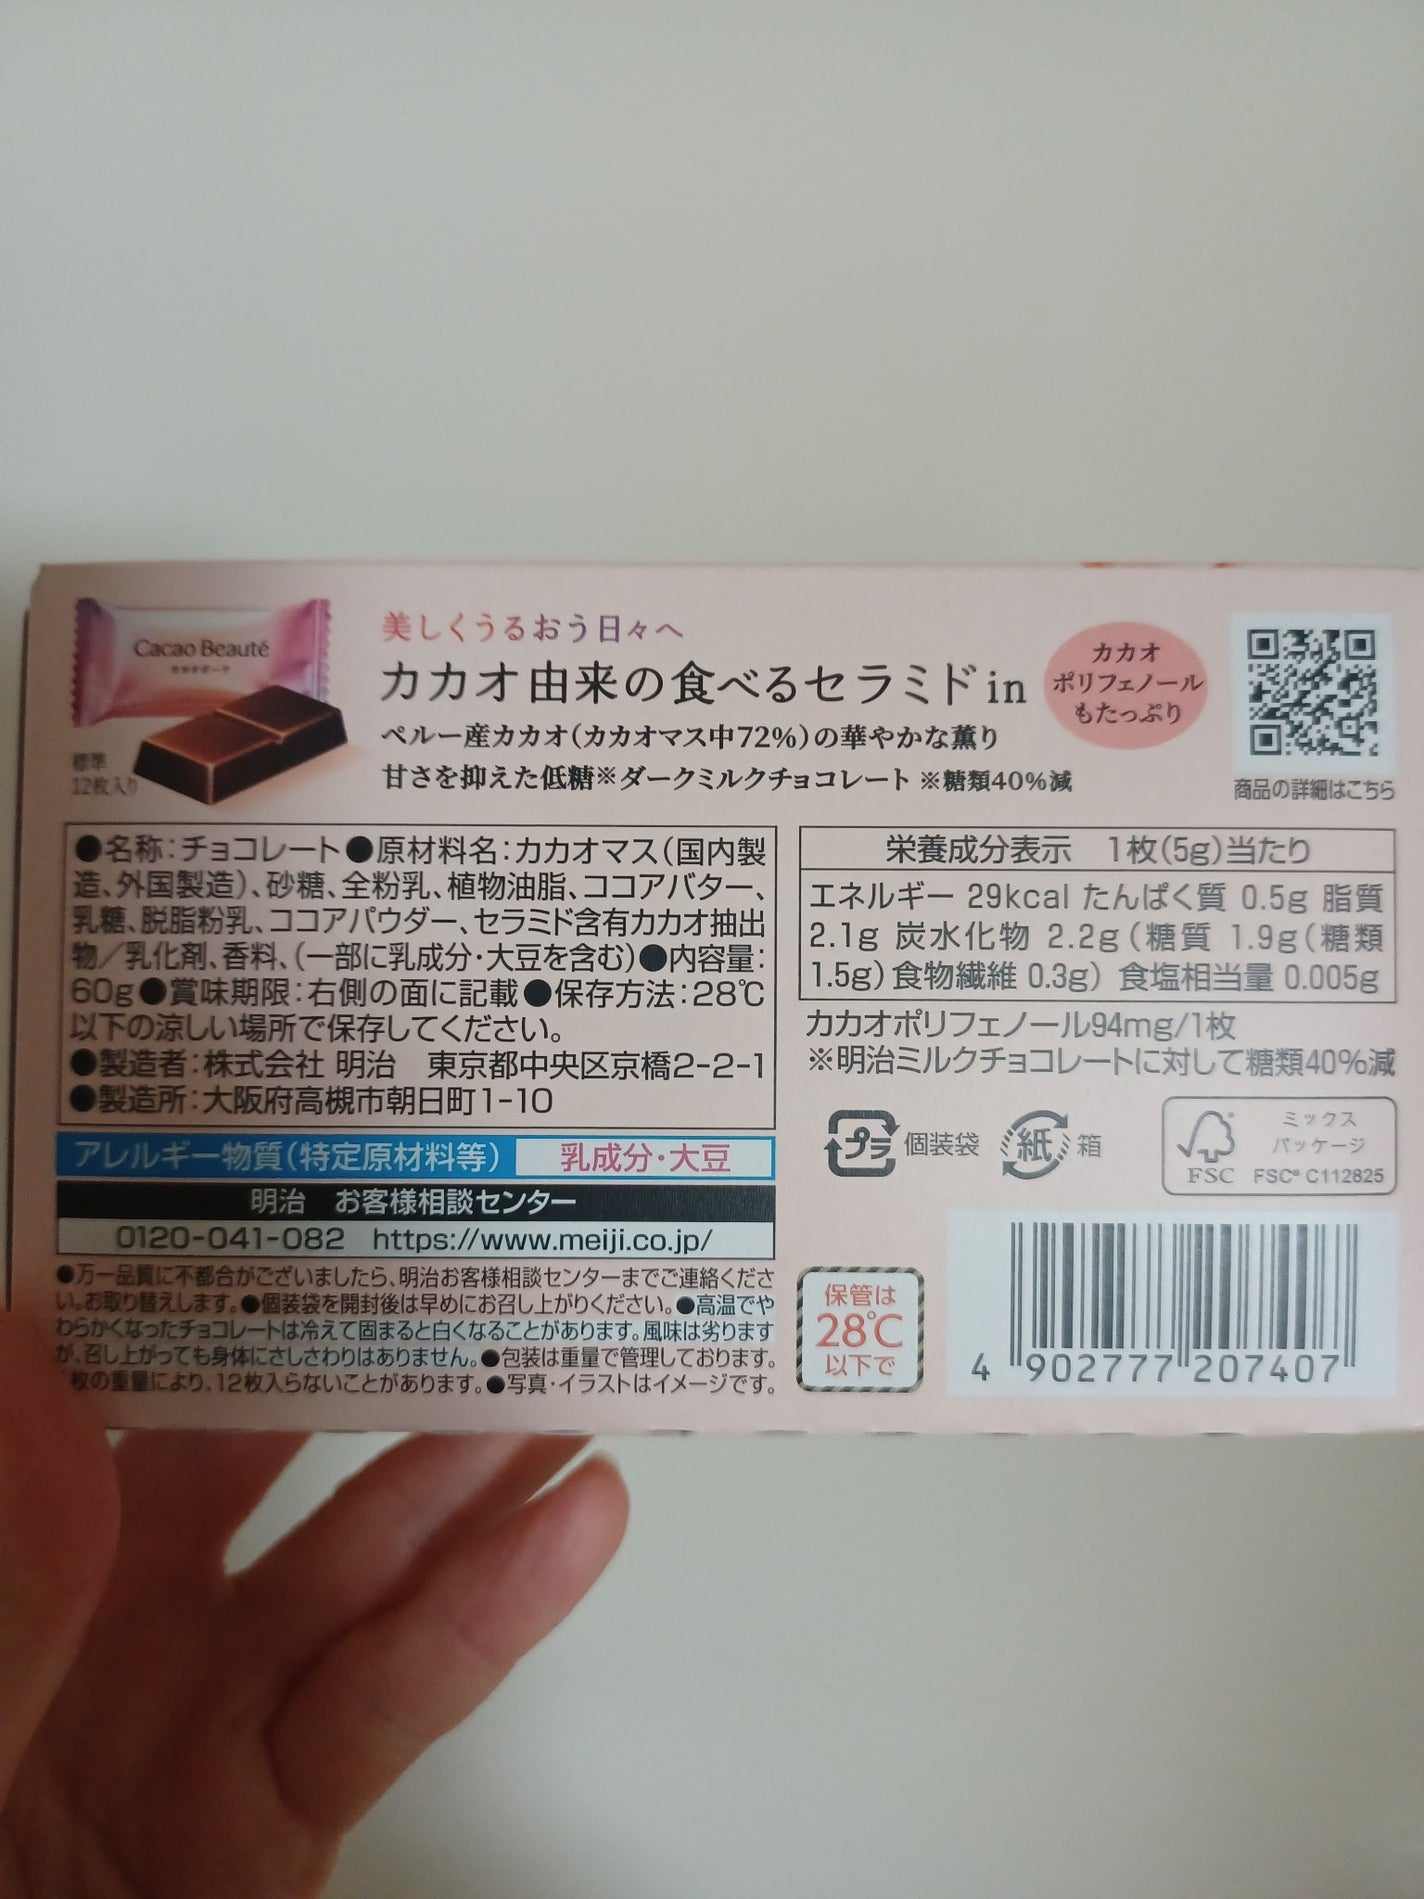 Cacao Beauté
カカオボーテ
標準
12枚入り
美しくうるおう日々へ
カカオ由来の食べるセラミドin
ペルー産カカオ(カカオマス中72%)の華やかな薫り
甘さを抑えた低糖※ダークミルクチョコレート ※糖類40%減
カカオ
ポリフェノール
もたっぷり
商品の詳細はこちら
●名称:チョコレート●原材料名:カカオマス(国内製
造、外国製造)、砂糖、全粉乳、植物油脂、ココアバター、
乳糖、脱脂粉乳、ココアパウダー、セラミド含有カカオ抽出
物/乳化剤、香料、(一部に乳成分・大豆を含む)●内容量:
60g●賞味期限:右側の面に記載●保存方法:28℃
以下の涼しい場所で保存してください。
●製造者:株式会社 明治 東京都中央区京橋2-2-1
●製造所:大阪府高槻市朝日町1-10
アレルギー物質(特定原材料等) 乳成分・大豆
明治 お客様相談センター
0120-041-082 https://www.meiji.co.jp/
●万一品質に不都合がございましたら、明治お客様相談センターまでご連絡くださ
い。お取り替えします。●個装袋を開封後は早めにお召し上がりください。●高温でや
わらかくなったチョコレートは冷えて固まると白くなることがあります。風味は劣ります
が、召し上がっても身体にさしさわりはありません。●包装は重量で管理しております。
枚の重量により、12枚入らないことがあります。●写真・イラストはイメージです。
栄養成分表示 1枚(5g)当たり
エネルギー 29kcal たんぱく質 0.5g 脂質
2.1g 炭水化物 2.2g(糖質 1.9g(糖類
1.5g)食物繊維 0.3g) 食塩相当量 0.005g
カカオポリフェノール94mg/1枚
※明治ミルクチョコレートに対して糖類40%減
プラ 個装袋 紙 箱
FSC
ミックス
パッケージ
FSC® C112825
保管は
28℃
以下で
4 902777 207407